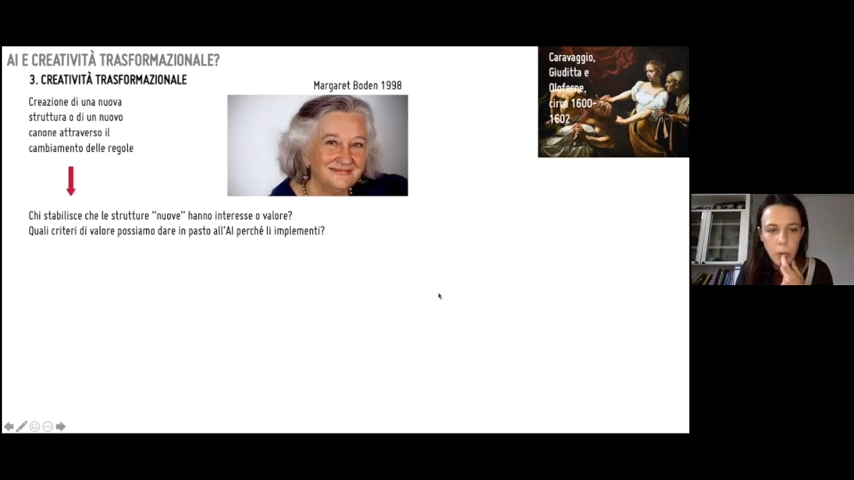 AI E CREATIVITÀ TRASFORMAZIONALE?
3. CREATIVITÀ TRASFORMAZIONALE
Margaret Boden 1998
Creazione di una nuova
struttura o di un nuovo
canone attraverso il
cambiamento delle regole
Chi stabilisce che le strutture “nuove” hanno interesse o valore?
Quali criteri di valore possiamo dare in pasto all'AI perché li implementi?
Caravaggio,
Giuditta e
Oloferne,
circa 1600-
1602